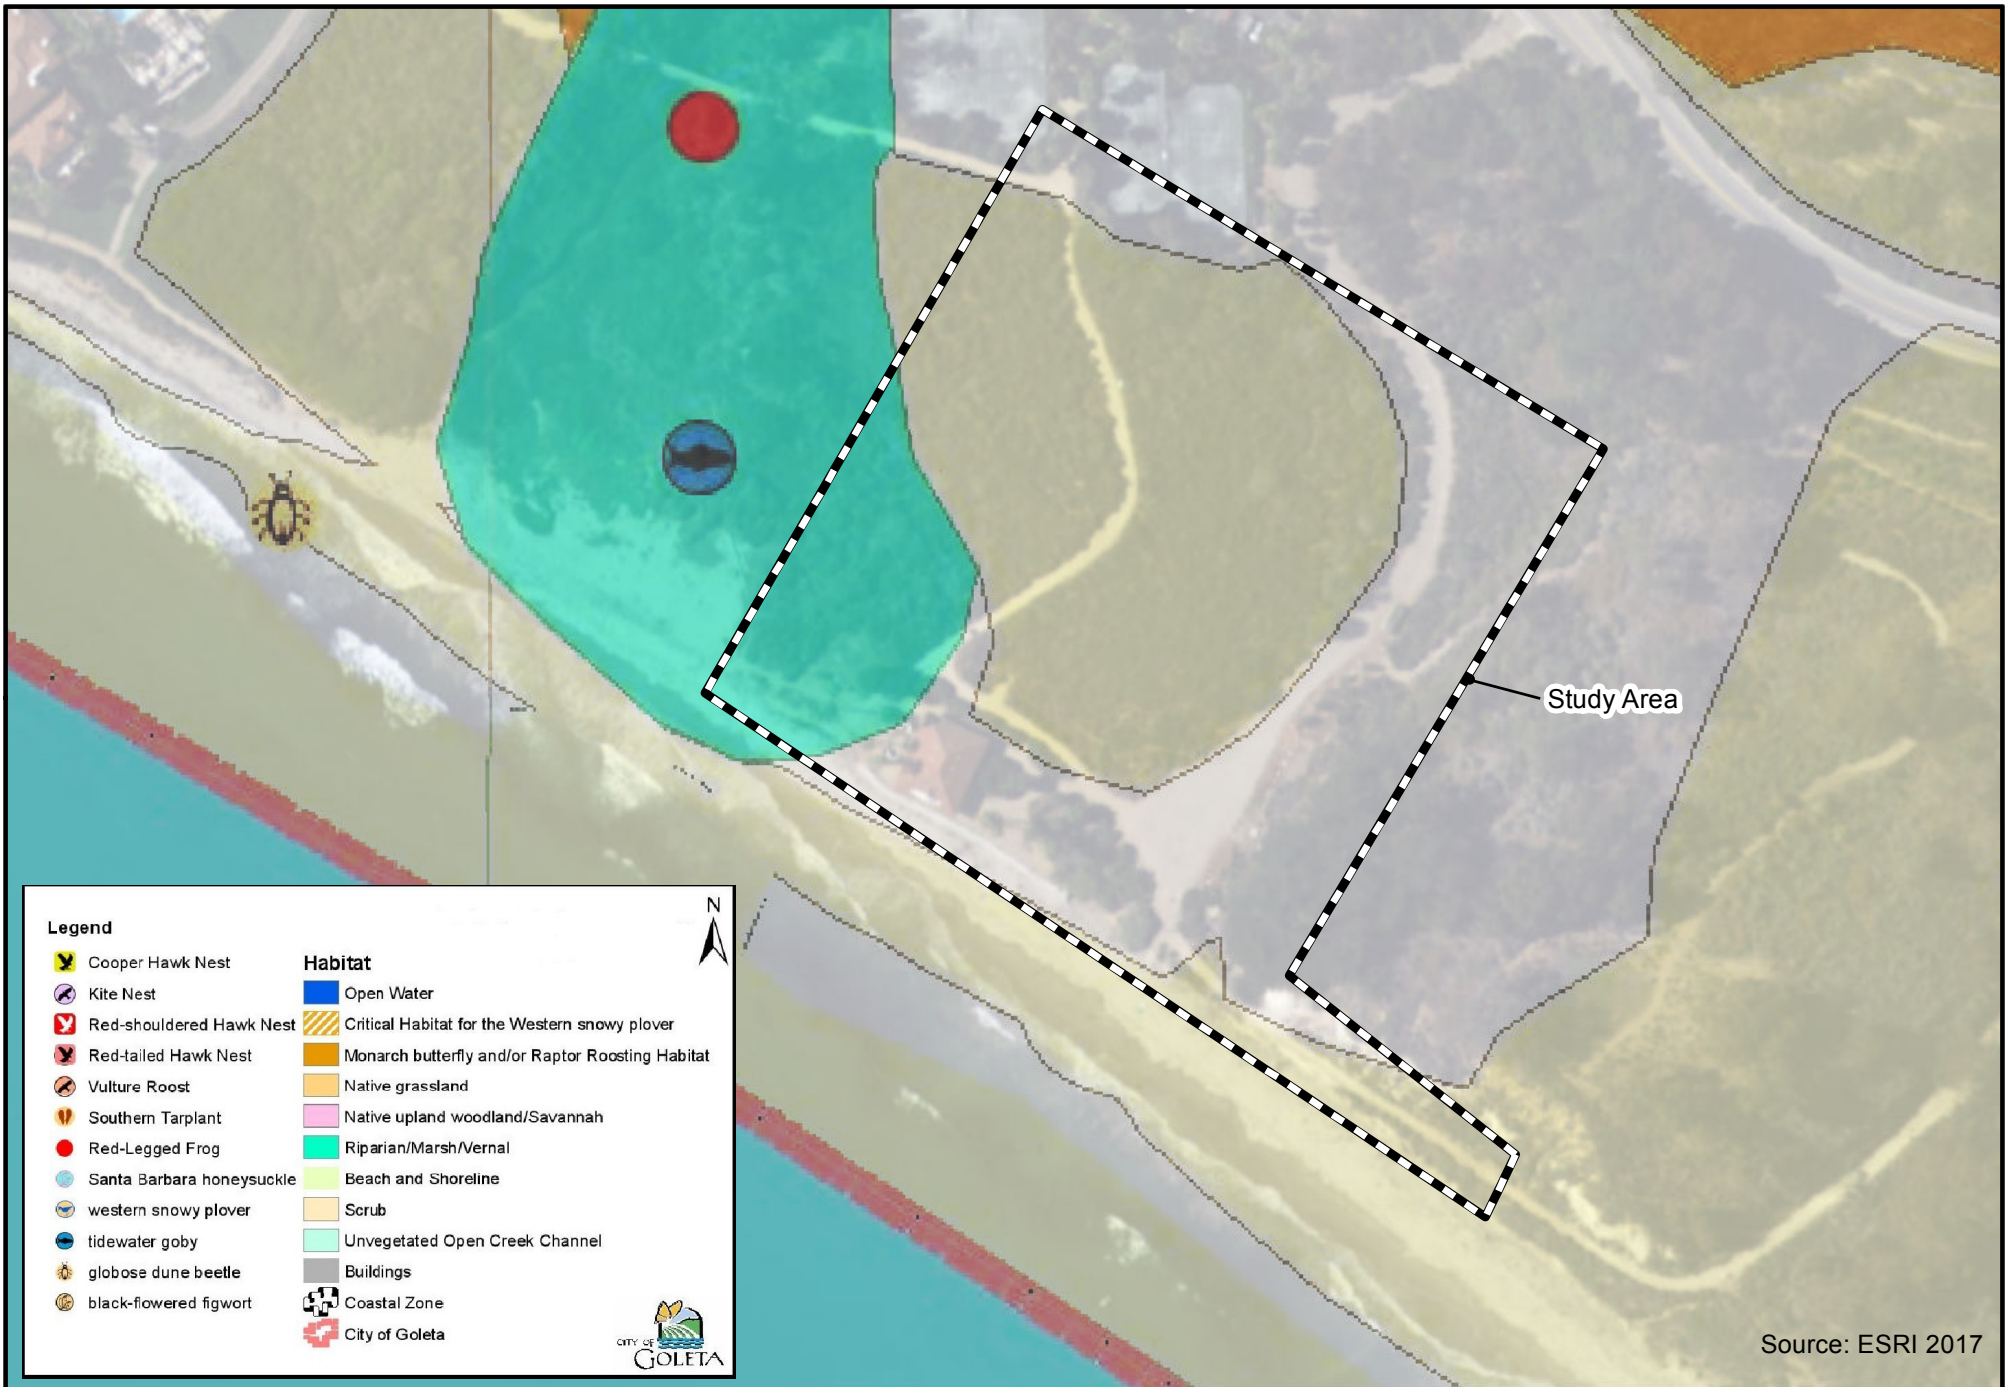 Study Area
N
Legend
Cooper Hawk Nest
Kite Nest
Red-shouldered Hawk Nest
Red-tailed Hawk Nest
Vulture Roost
Southern Tarplant
Red-Legged Frog
Santa Barbara honeysuckle
western snowy plover
tidewater goby
globose dune beetle
black-flowered figwort
Habitat
Open Water
Critical Habitat for the Western snowy plover
Monarch butterfly and/or Raptor Roosting Habitat
Native grassland
Native upland woodland/Savannah
Riparian/Marsh/Vernal
Beach and Shoreline
Scrub
Unvegetated Open Creek Channel
Buildings
Coastal Zone
City of Goleta
CITY OF
GOLETA
Source: ESRI 2017